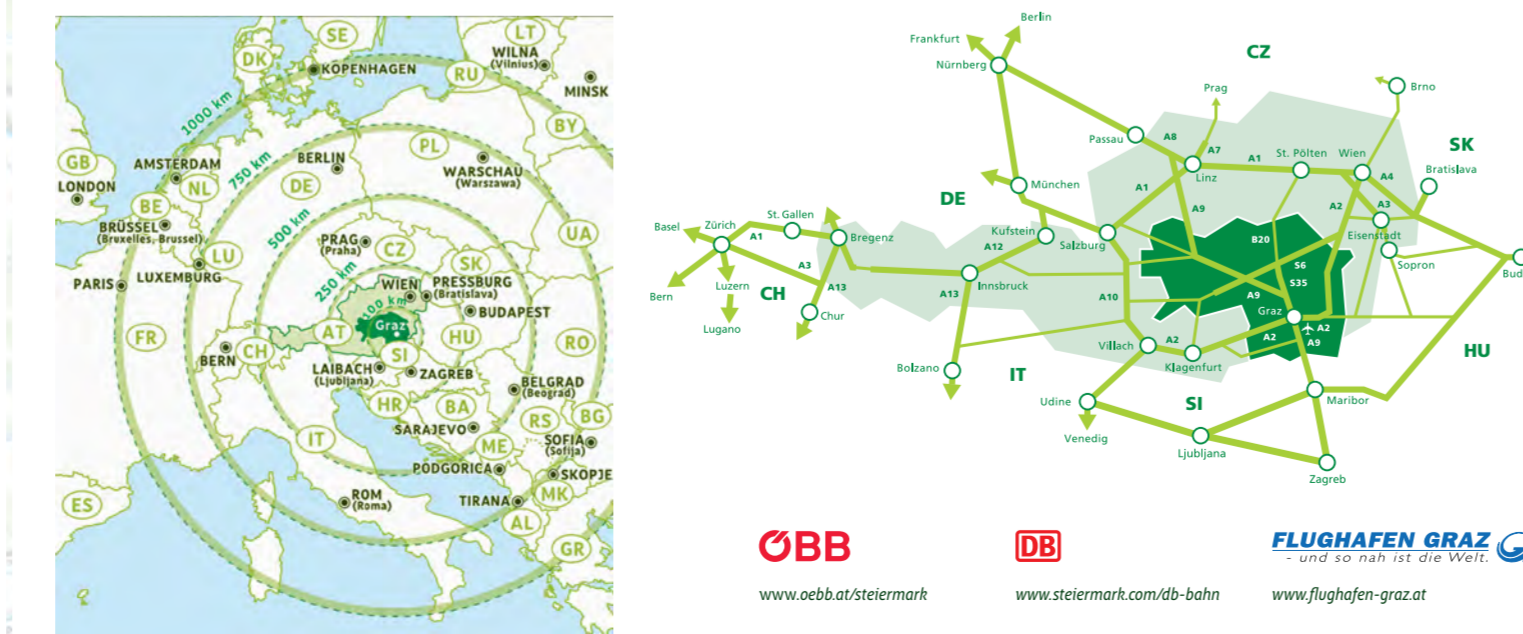 SE
LT
WILNA
(Vilnius)
DK
KOPENHAGEN
RU
MINSK
1000 km
BY
GB
AMSTERDAM
BERLIN
PL
LONDON
NL
750 km
DE
WARSCHAU
(Warszawa)
BE
BRÜSSEL
(Bruxelles, Brussel)
500 km
PRAG
(Praha)
CZ
UA
LU
LUXEMBURG
SK
PARIS
250 km
WIEN
PRESSBURG
(Bratislava)
100 km
BUDAPEST
Graz
FR
AT
HU
RO
BERN
CH
SI
LAIBACH
(Ljubljana)
ZAGREB
BELGRAD
(Beograd)
HR
BA
RS
BG
SARAJEVO
IT
ME
SOFIA
(Sofija)
PODGORICA
SKOPJE
ES
ROM
(Roma)
TIRANA
MK
AL
GR
Berlin
Frankfurt
Nürnberg
CZ
Prag
Brno
Passau
A8
A7
St. Pölten
Wien
SK
A1
Bratislava
München
Linz
A4
DE
A1
A9
A2
A3
Basel
Zürich
St. Gallen
Bregenz
Kufstein
Salzburg
B20
Eisenstadt
A1
A12
Sopron
A3
S6
Bud
Bern
Luzern
CH
A13
A13
Innsbruck
A10
S35
A9
Graz
Lugano
Chur
A2
Villach
A2
A2
A9
HU
Klagenfurt
Bolzano
IT
Maribor
Udine
SI
Venedig
Ljubljana
Zagreb
ÖBB
DB
FLUGHAFEN GRAZ
- und so nah ist die Welt.
www.oebb.at/steiermark
www.steiermark.com/db-bahn
www.flughafen-graz.at